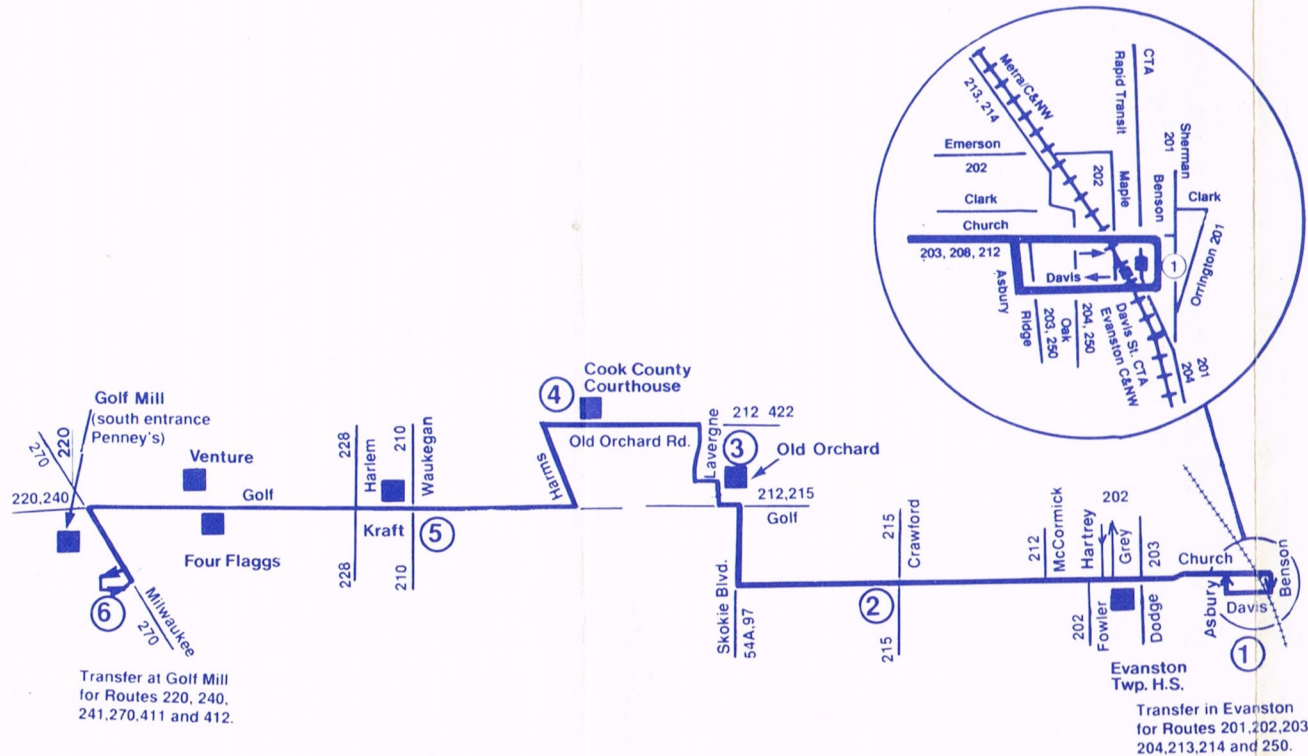 Metra/C&NW
213, 214
CTA
Rapid Transit
Sherman
201
Benson
Clark
Orrington 201
Emerson
202
202
Maple
Clark
Church
203, 208, 212
Davis
1
Asbury
Ridge
Oak
203, 250
204, 250
Davis St. CTA
Evanston C&NW
201
204
Golf Mill
(south entrance
Penney's)
270
220
220,240
Venture
Golf
Four Flaggs
6
Milwaukee
270
Transfer at Golf Mill
for Routes 220, 240,
241,270,411 and 412.
228
Harlem
228
210
Waukegan
Kraft
210
5
4
Cook County
Courthouse
Old Orchard Rd.
Harms
Lavergne
212 422
3
Old Orchard
212,215
Golf
Skokie Blvd.
54A,97
215
Crawford
2
215
212
McCormick
Hartrey
202
Grey
203
202
Fowler
Dodge
Church
Asbury
Davis
Benson
1
Evanston
Twp. H.S.
Transfer in Evanston
for Routes 201,202,203
204,213,214 and 250.